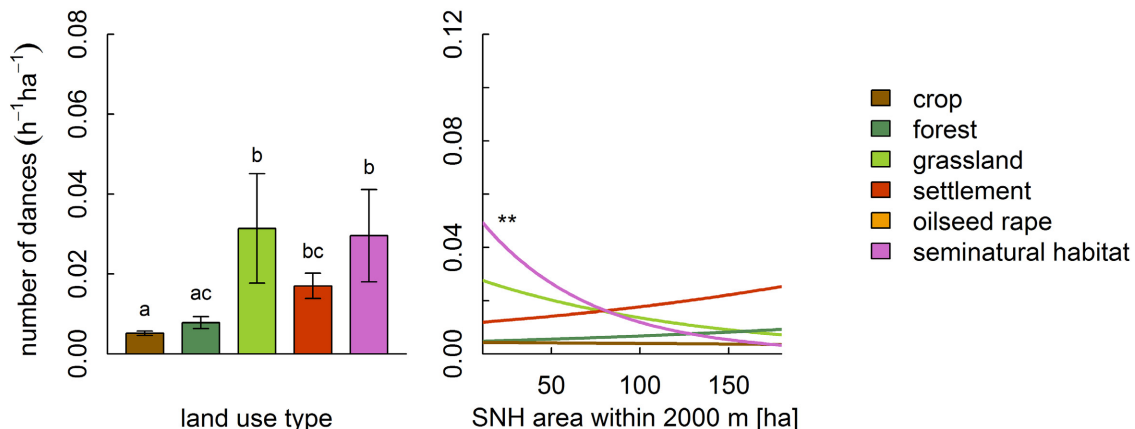 number of dances (h⁻¹ha⁻¹)
0.00 0.02 0.04 0.06 0.08
a ac b bc b
land use type
0.00 0.04 0.08 0.12
**
50 100 150
SNH area within 2000 m [ha]
crop
forest
grassland
settlement
oilseed rape
seminatural habitat